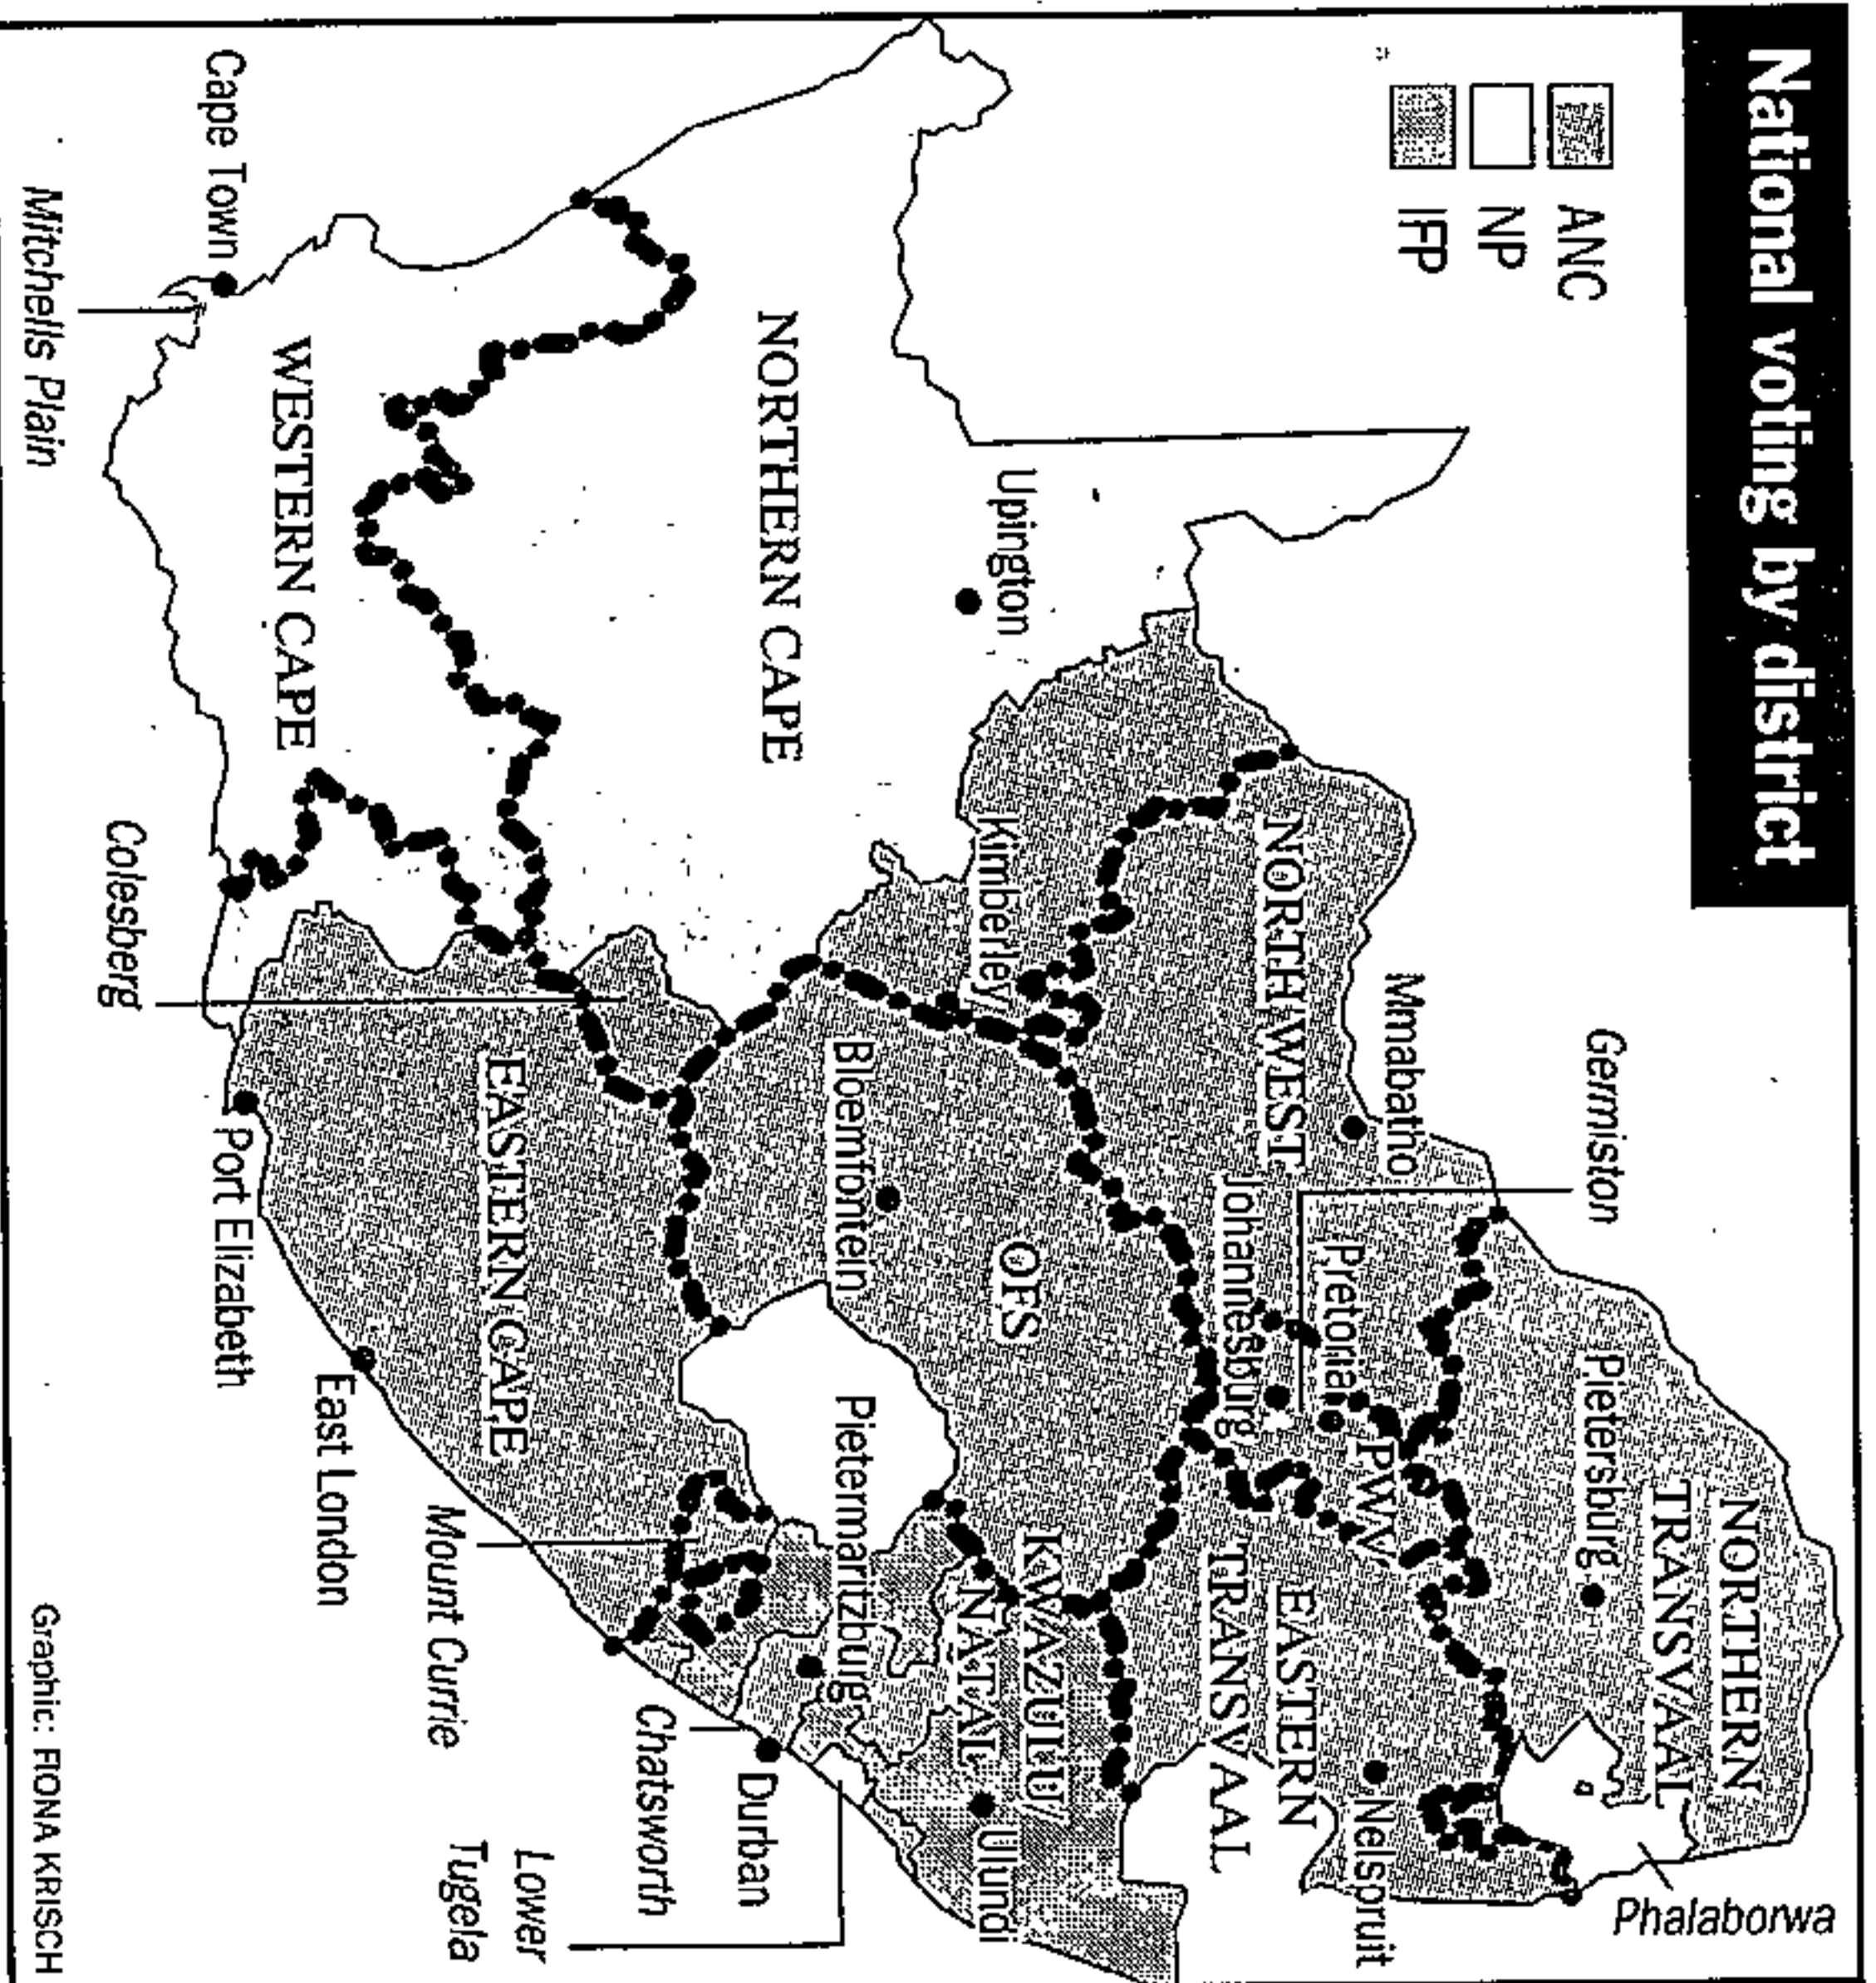 National voting by district
ANC
NP
IFP
Germiston
Mmabatho
Pietersburg
NORTHERN
TRANSVAAL
Phalaborwa
Pretoria
PWV
Johannesburg
NORTH WEST
EASTERN
TRANSVAAL
Nelspruit
Upington
Kimberley
OFS
KWAZULU/
NATAL
Ulundi
Bloemfontein
Pietermaritzburg
NORTHERN CAPE
Durban
Chatsworth
Lower
Tugela
EASTERN CAPE
Mount Currie
East London
WESTERN CAPE
Port Elizabeth
Cape Town
Colesberg
Mitchells Plain
Graphic: FIONA KRISCH